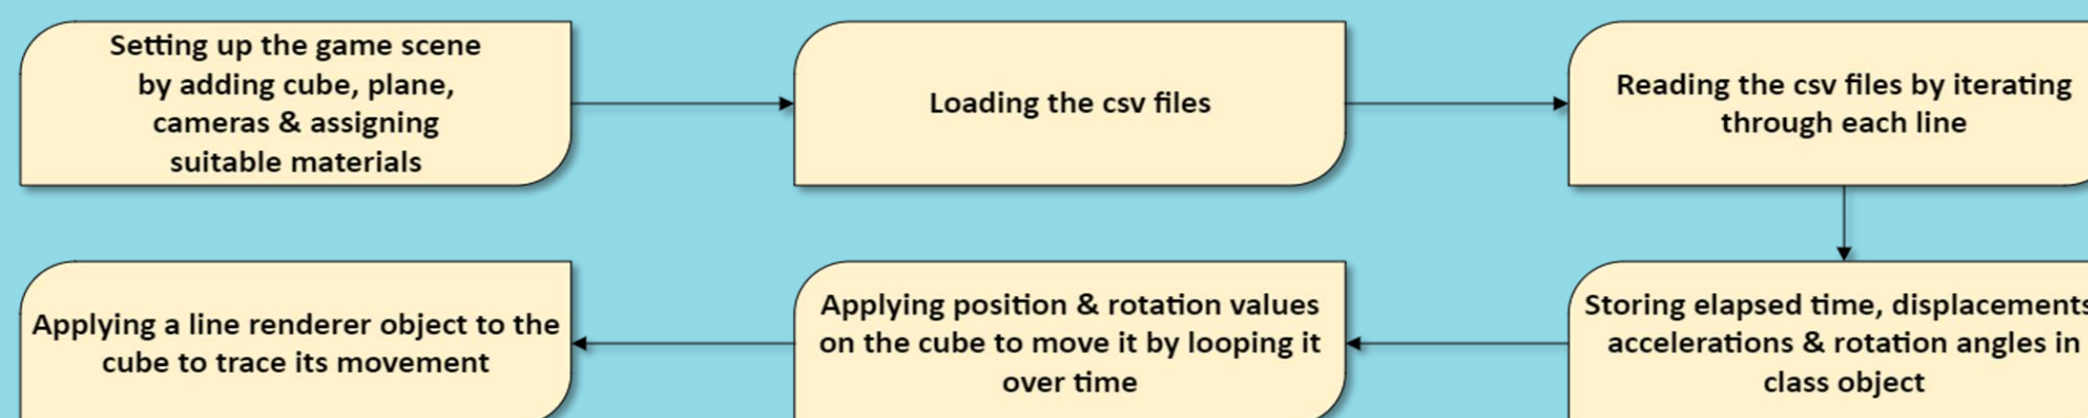 Setting up the game scene
by adding cube, plane,
cameras & assigning
suitable materials
Loading the csv files
Reading the csv files by iterating
through each line
Storing elapsed time, displacements
accelerations & rotation angles in
class object
Applying position & rotation values
on the cube to move it by looping it
over time
Applying a line renderer object to the
cube to trace its movement